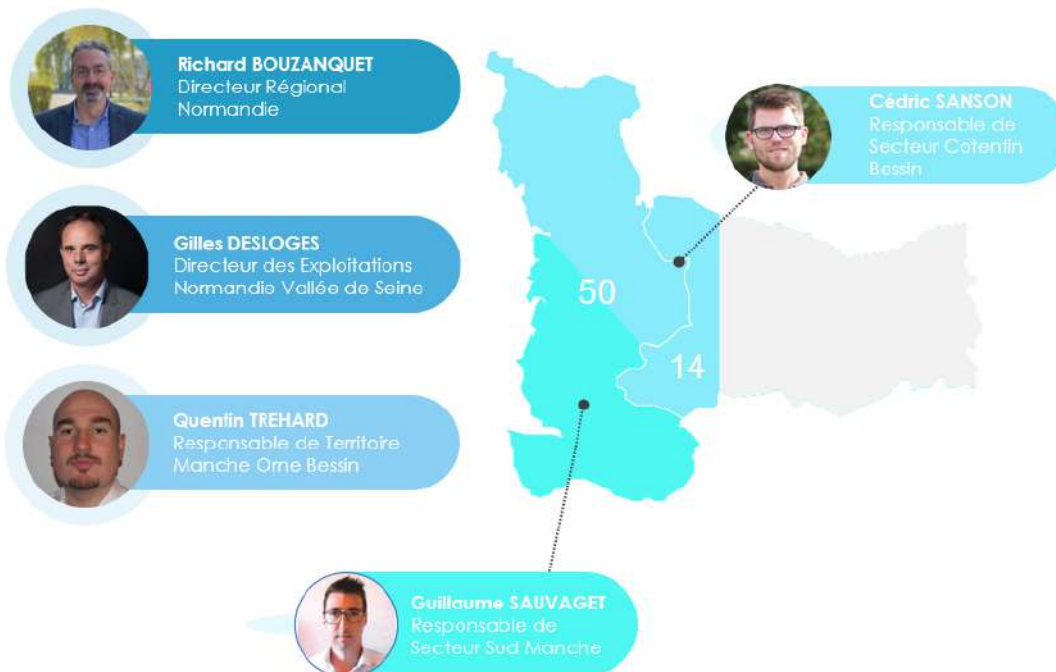 Richard BOUZANQUET
Directeur Régional
Normandie
Cédric SANSON
Responsable de
Secteur Cotentin
Bessin
Gilles DESLOGES
Directeur des Exploitations
Normandie Vallée de Seine
50
14
Quentin TREHARD
Responsable de Territoire
Manche Orne Bessin
Guillaume SAUVAGET
Responsable de
Secteur Sud Manche